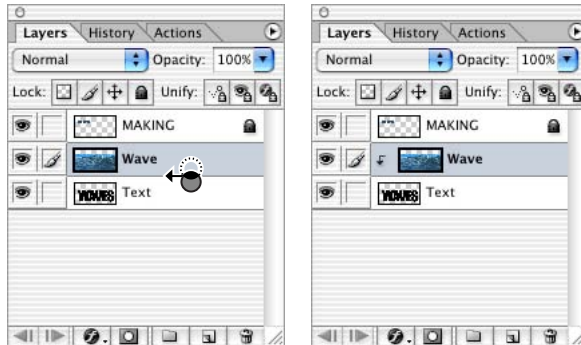 Layers History Actions
Normal Opacity: 100%
Lock: Unify:
MAKING
Wave
WAVES Text
Layers History Actions
Normal Opacity: 100%
Lock: Unify:
MAKING
Wave
WAVES Text